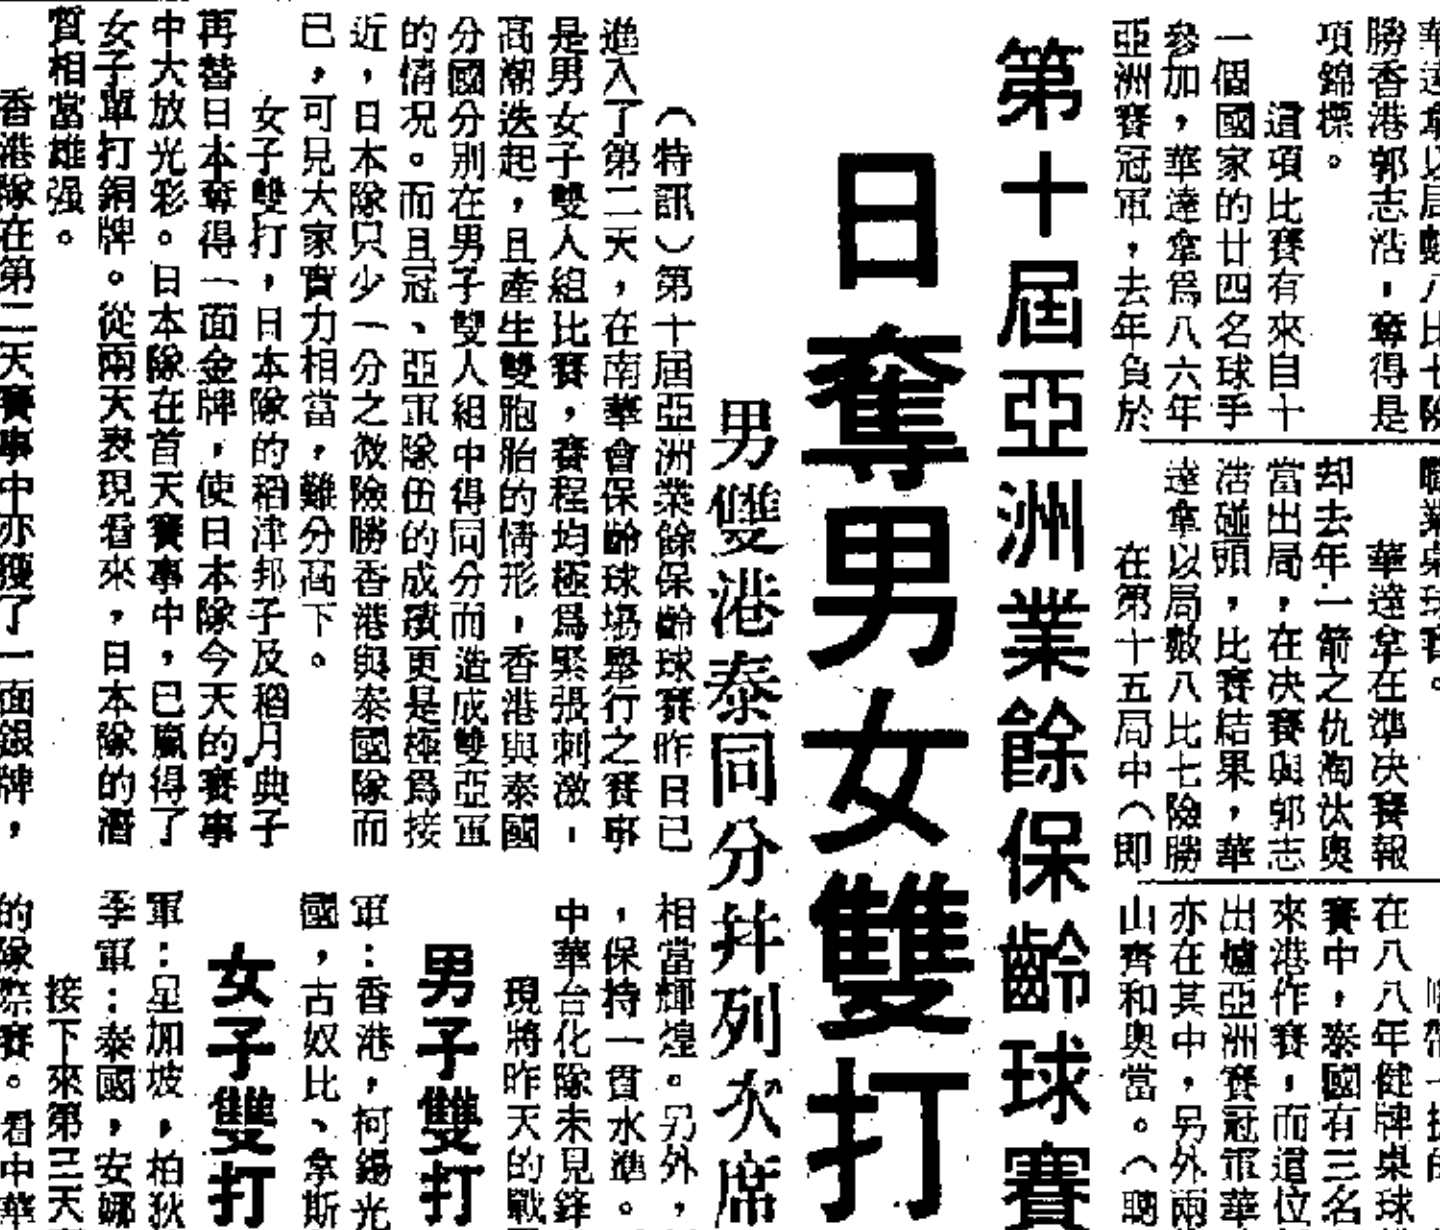 勝香港郭志浩，奪得是
項錦標。
這項比賽有來自十
一個國家的廿四名球手
參加，華達拿爲八六年
亞洲賽冠軍，去年負於
華達拿在準决賽報
却去年一箭之仇淘汰奧
當出局，在决賽與郭志
浩碰頭，比賽結果，華
達拿以局數八比七險勝
在第十五局中（即
在八八年健牌桌球
賽中，泰國有三名
來港作賽，而這位
出爐亞洲賽冠軍華
亦在其中，另外兩
山齊和奧當。（聰
第十屆亞洲業餘保齡球賽
日奪男女雙打
男雙港泰同分并列次席
（特訊）第十屆亞洲業餘保齡球賽昨日已
進入了第二天，在南華會保齡球塲舉行之賽事
是男女子雙人組比賽，賽程均極爲緊張刺激，
高潮迭起，且產生雙胞胎的情形，香港與泰國
分國分別在男子雙人組中得同分而造成雙亞軍
的情况。而且冠、亞軍隊伍的成績更是極爲接
近，日本隊只少一分之微險勝香港與泰國隊而
已，可見大家實力相當，難分高下。
女子雙打，日本隊的稻津邦子及稻月典子
再替日本奪得一面金牌，使日本隊今天的賽事
中大放光彩。日本隊在首天賽事中，已贏得了
女子單打銅牌。從兩天表現看來，日本隊的潛
質相當雄强。
香港隊在第二天賽事中亦獲了一面銀牌，
相當輝煌。另外，
，保持一貫水準。
中華台化隊未見鋒
現將昨天的戰
男子雙打
軍：香港，柯錫光
國，古奴比、拿斯
女子雙打
軍：星加坡，柏狄
季軍：泰國，安娜
接下來第三天
的隊際賽。看中華